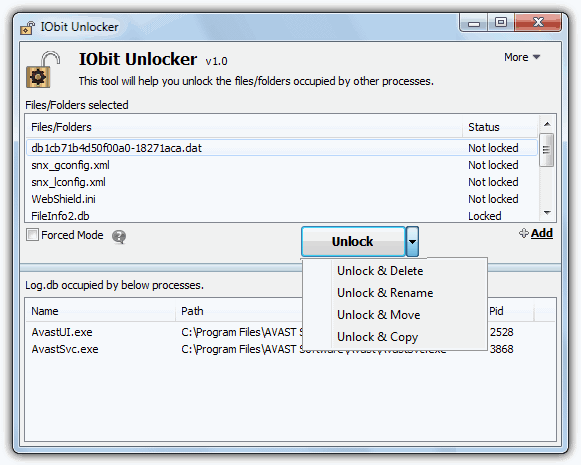 IObit Unlocker
IObit Unlocker v1.0
More
This tool will help you unlock the files/folders occupied by other processes.
Files/Folders selected
Files/Folders Status
db1cb71b4d50f00a0-18271aca.dat Not locked
snx_gconfig.xml Not locked
snx_lconfig.xml Not locked
WebShield.ini Not locked
FileInfo2.db Locked
Forced Mode
Unlock
Add
Unlock & Delete
Unlock & Rename
Unlock & Move
Unlock & Copy
Log.db occupied by below processes.
Name Path Pid
AvastUI.exe C:\Program Files\AVAST S 2528
AvastSvc.exe C:\Program Files\AVAST Software\Avast\AvastSvc.exe 3868